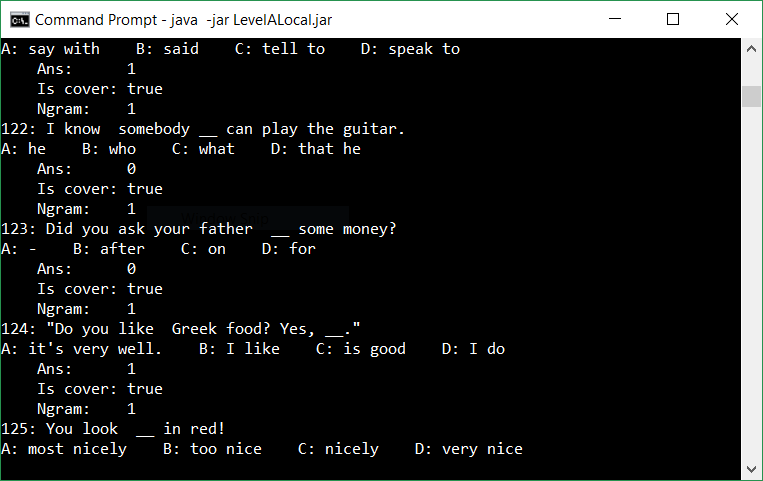 Command Prompt - java  -jar LevelALocal.jar
A: say with    B: said    C: tell to    D: speak to
    Ans:      1
    Is cover: true
    Ngram:    1
122: I know  somebody __ can play the guitar.
A: he    B: who    C: what    D: that he
    Ans:      0
    Is cover: true
    Ngram:    1
123: Did you ask your father  __ some money?
A: -    B: after    C: on    D: for
    Ans:      0
    Is cover: true
    Ngram:    1
124: "Do you like  Greek food? Yes, __."
A: it's very well.    B: I like    C: is good    D: I do
    Ans:      1
    Is cover: true
    Ngram:    1
125: You look  __ in red!
A: most nicely    B: too nice    C: nicely    D: very nice